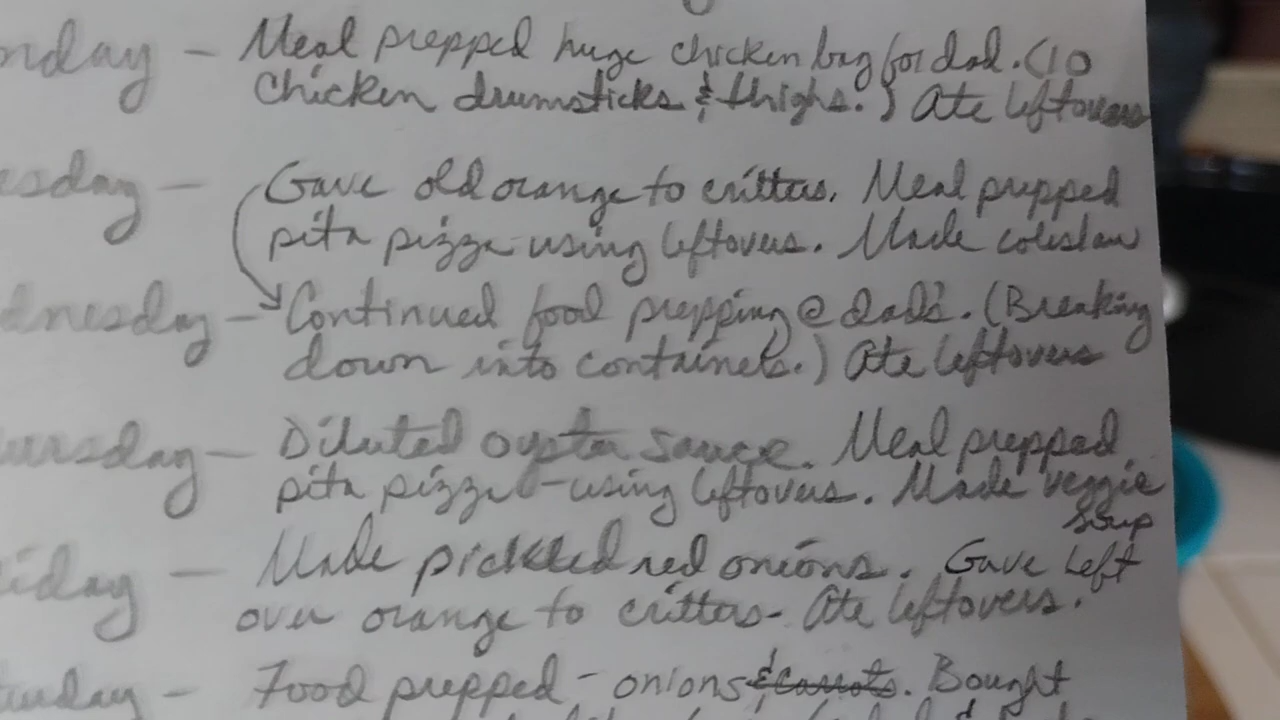 nday - Meal prepped huge chicken bag for dad. (10
chicken drumsticks & thighs.) Ate leftovers
esday - Gave old orange to critters. Meal prepped
pita pizza using leftovers. Made coleslaw
dnesday - Continued food prepping @ dad's. (Breaking
down into containers.) Ate leftovers
ursday - Diluted oyster sauce. Meal prepped
pita pizza - using leftovers. Made veggie
soup
iday - Made pickled red onions. Gave left
over orange to critters - Ate leftovers.
urday - Food prepped - onions & carrots. Bought